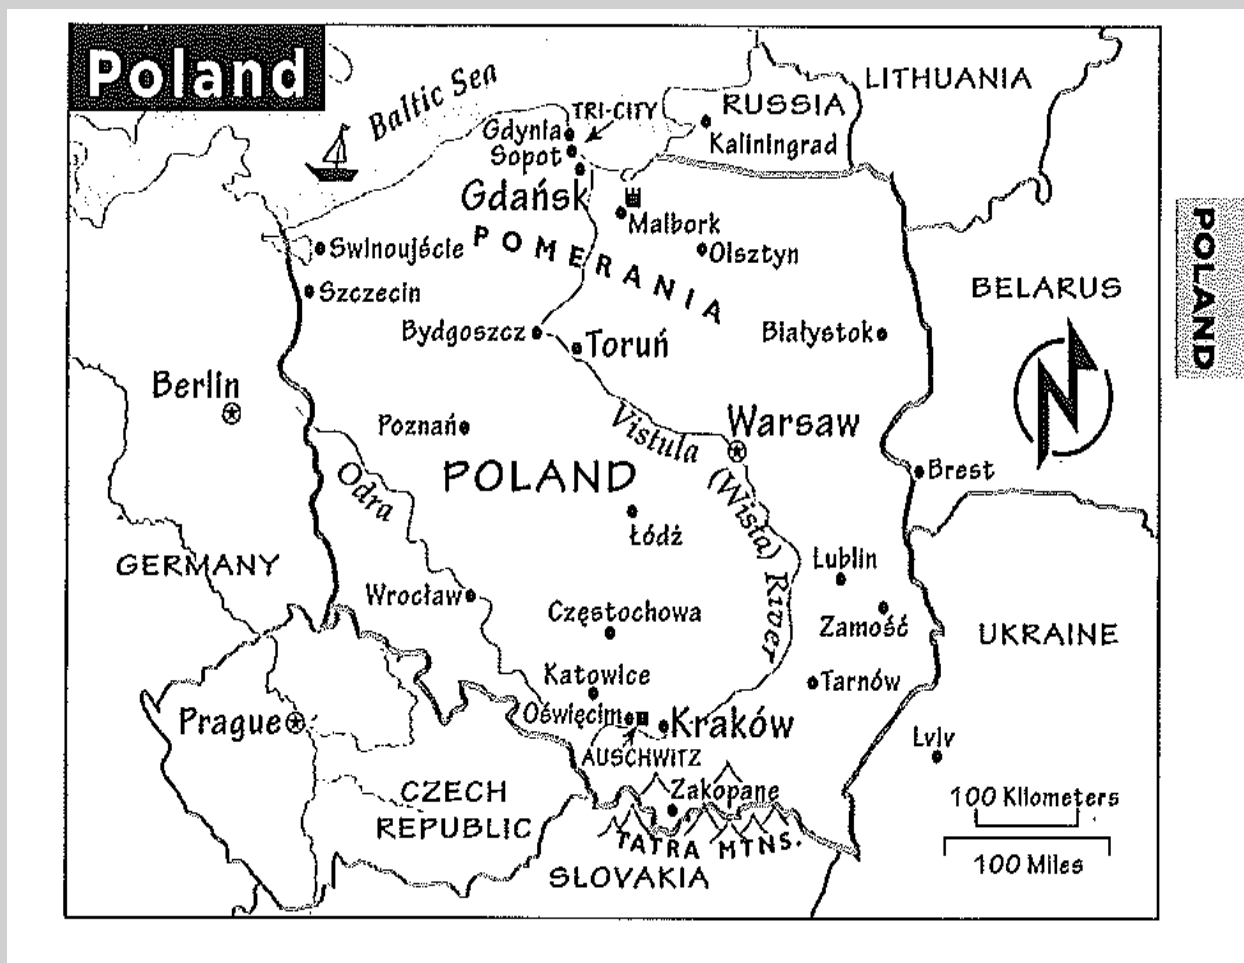 Poland
Baltic Sea
TRI-CITY
LITHUANIA
RUSSIA
Kaliningrad
Gdynia
Sopot
Gdańsk
Malbork
Olsztyn
POMERANIA
Swinoujście
Szczecin
BELARUS
POLAND
Bydgoszcz
Toruń
Białystok
Berlin
Poznań
Vistula
Warsaw
(Wisła)
River
POLAND
Brest
Odra
Łódź
GERMANY
Lublin
Wrocław
Częstochowa
Zamość
UKRAINE
Katowice
Tarnów
Oświęcim
Kraków
Prague
AUSCHWITZ
Lviv
Zakopane
CZECH
REPUBLIC
TATRA MTNS.
SLOVAKIA
100 Kilometers
100 Miles